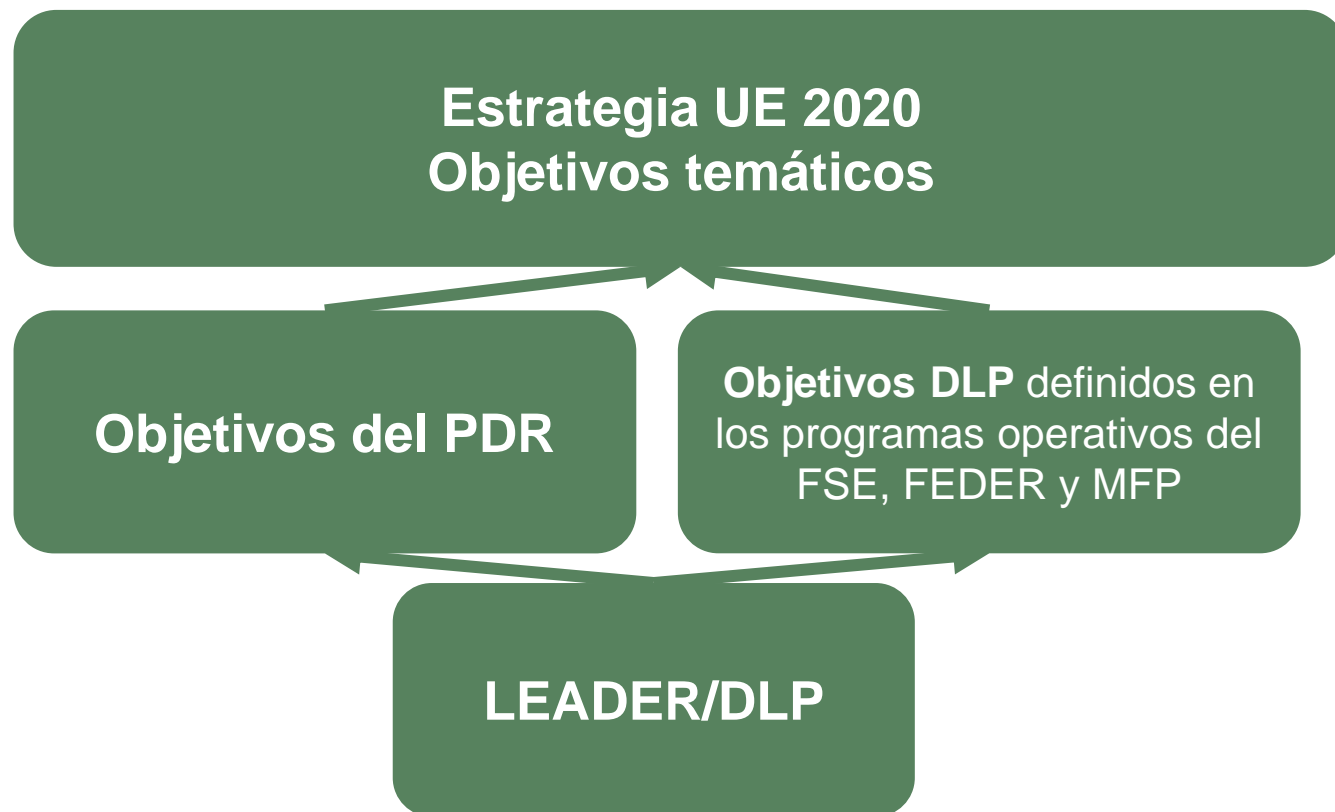 Estrategia UE 2020
Objetivos temáticos
Objetivos del PDR
Objetivos DLP definidos en
los programas operativos del
FSE, FEDER y MFP
LEADER/DLP